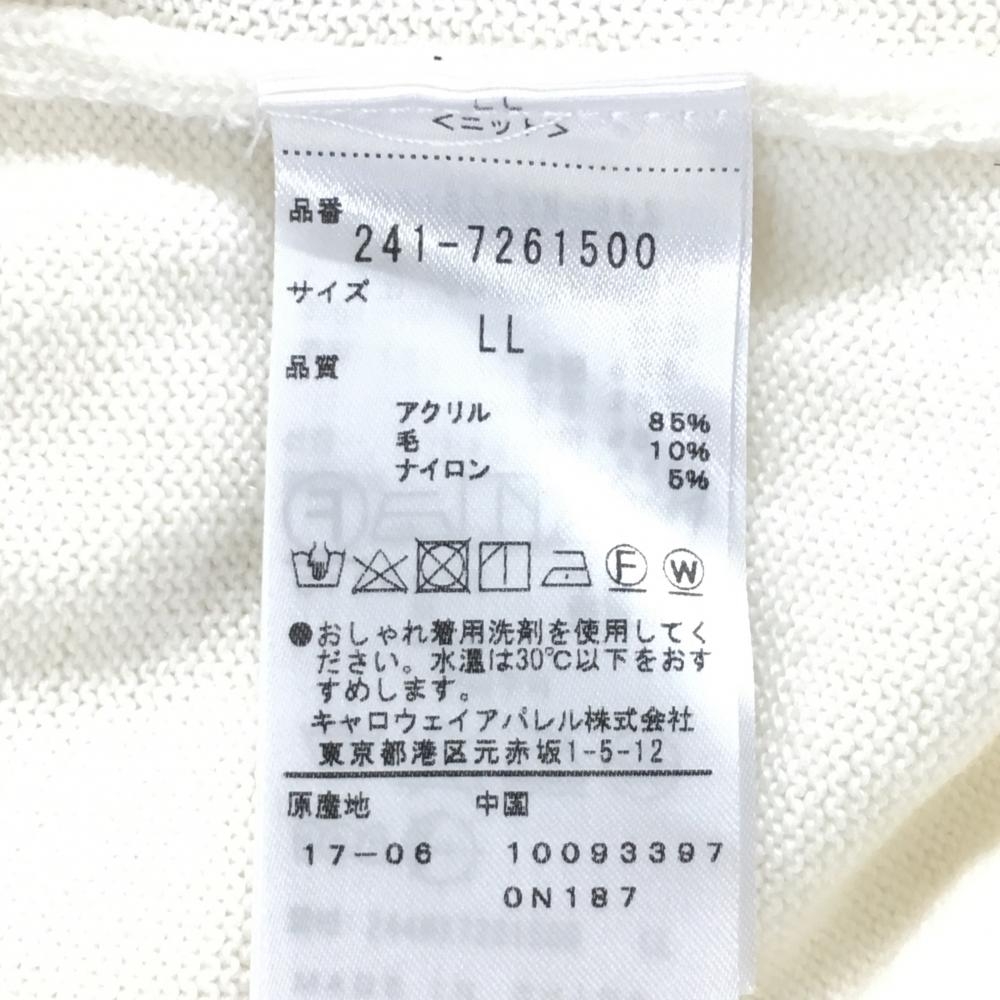 <ニット>
品番
241-7261500
サイズ
LL
品質
アクリル 85%
毛 10%
ナイロン 5%
F W
●おしゃれ着用洗剤を使用してく
ださい。水温は30℃以下をおす
すめします。
キャロウェイアパレル株式会社
東京都港区元赤坂1-5-12
原産地 中国
17-06 10093397
0N187